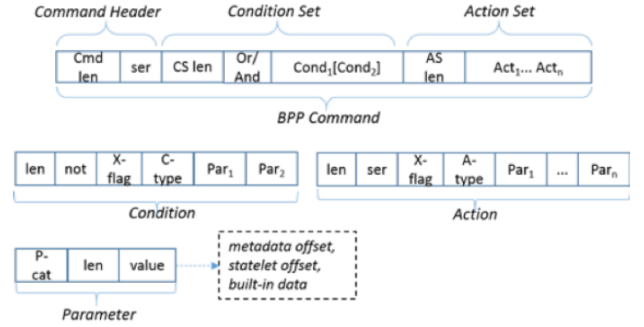 Command Header Condition Set Action Set
Cmd len ser CS len Or/ And Cond₁[Cond₂] AS len Act₁... Actₙ
BPP Command
len not X- flag C- type Par₁ Par₂ len ser X- flag A- type Par₁ ... Parₙ
Condition Action
P- cat len value metadata offset,
statelet offset,
built-in data
Parameter